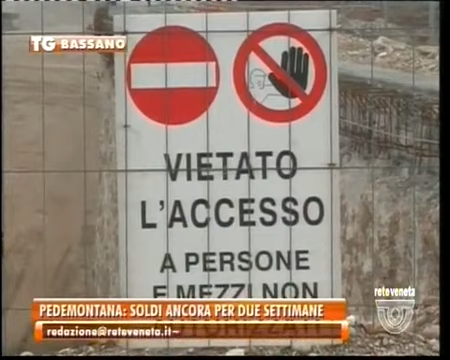 TG BASSANO
VIETATO
L'ACCESSO
A PERSONE
E MEZZI NON
PEDEMONTANA: SOLDI ANCORA PER DUE SETTIMANE
redazione@reteveneta.it~
reteveneta